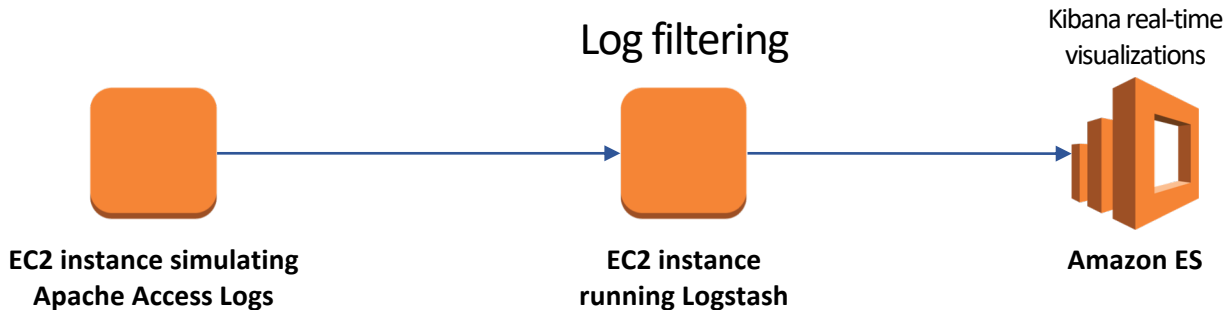 Log filtering
Kibana real-time
visualizations
EC2 instance simulating
Apache Access Logs
EC2 instance
running Logstash
Amazon ES